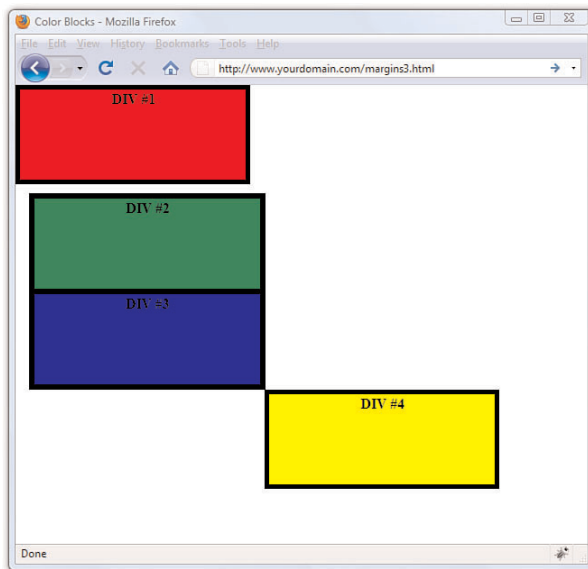 Color Blocks - Mozilla Firefox
File Edit View History Bookmarks Tools Help
http://www.yourdomain.com/margins3.html
DIV #1
DIV #2
DIV #3
DIV #4
Done